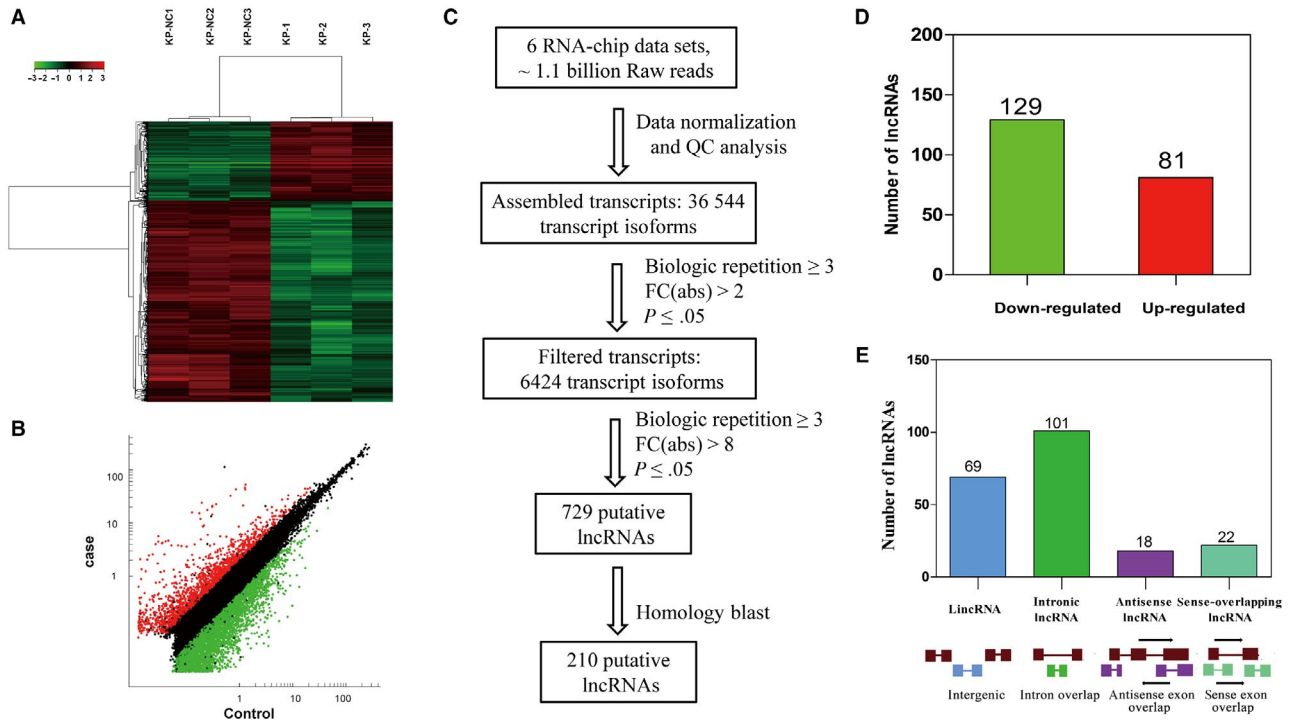 A
KP-NC1
KP-NC2
KP-NC3
KP-1
KP-2
KP-3
−3 −2 −1 0 1 2 3
B
case
100
10
1
1
10
100
Control
C
6 RNA-chip data sets,
~ 1.1 billion Raw reads
Data normalization
and QC analysis
Assembled transcripts: 36 544
transcript isoforms
Biologic repetition ≥ 3
FC(abs) > 2
P ≤ .05
Filtered transcripts:
6424 transcript isoforms
Biologic repetition ≥ 3
FC(abs) > 8
P ≤ .05
729 putative
lncRNAs
Homology blast
210 putative
lncRNAs
D
Number of lncRNAs
200
150
100
50
0
129
81
Down-regulated
Up-regulated
E
Number of lncRNAs
150
100
50
0
69
101
18
22
LincRNA
Intronic
lncRNA
Antisense
lncRNA
Sense-overlapping
lncRNA
Intergenic
Intron overlap
Antisense exon
overlap
Sense exon
overlap